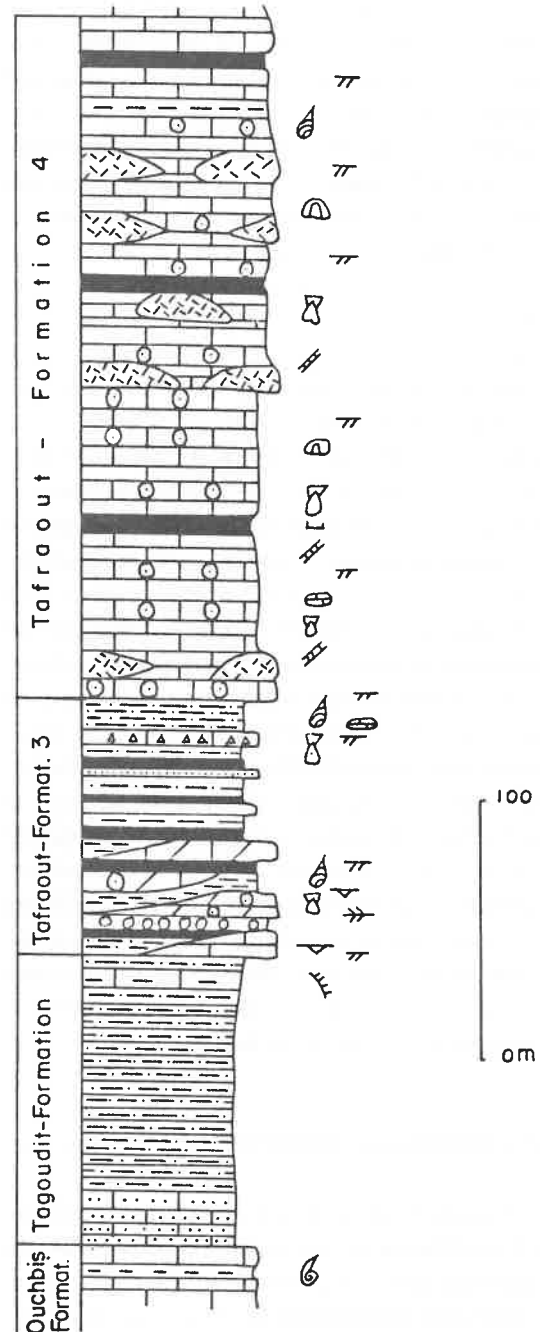 Tafraout - Formation 4
Tafraout-Format. 3
Tagoudit-Formation
Ouchbis
Format.
100
0m